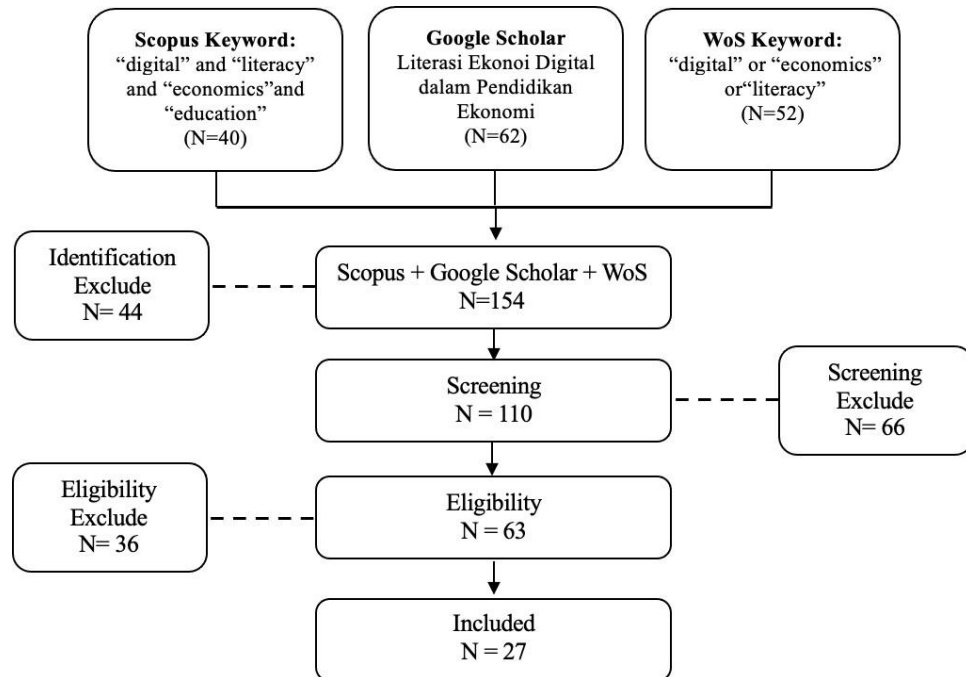 Scopus Keyword:
“digital” and “literacy”
and “economics”and
“education”
(N=40)
Google Scholar
Literasi Ekonoi Digital
dalam Pendidikan
Ekonomi
(N=62)
WoS Keyword:
“digital” or “economics”
or“literacy”
(N=52)
Identification
Exclude
N= 44
Scopus + Google Scholar + WoS
N=154
Screening
N = 110
Screening
Exclude
N= 66
Eligibility
Exclude
N= 36
Eligibility
N = 63
Included
N = 27